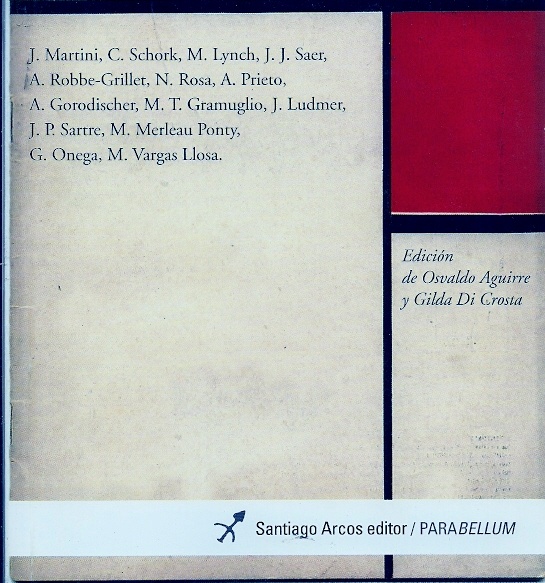 J. Martini, C. Schork, M. Lynch, J. J. Saer,
A. Robbe-Grillet, N. Rosa, A. Prieto,
A. Gorodischer, M. T. Gramuglio, J. Ludmer,
J. P. Sartre, M. Merleau Ponty,
G. Onega, M. Vargas Llosa.
Edición
de Osvaldo Aguirre
y Gilda Di Crosta
Santiago Arcos editor / PARABELLUM